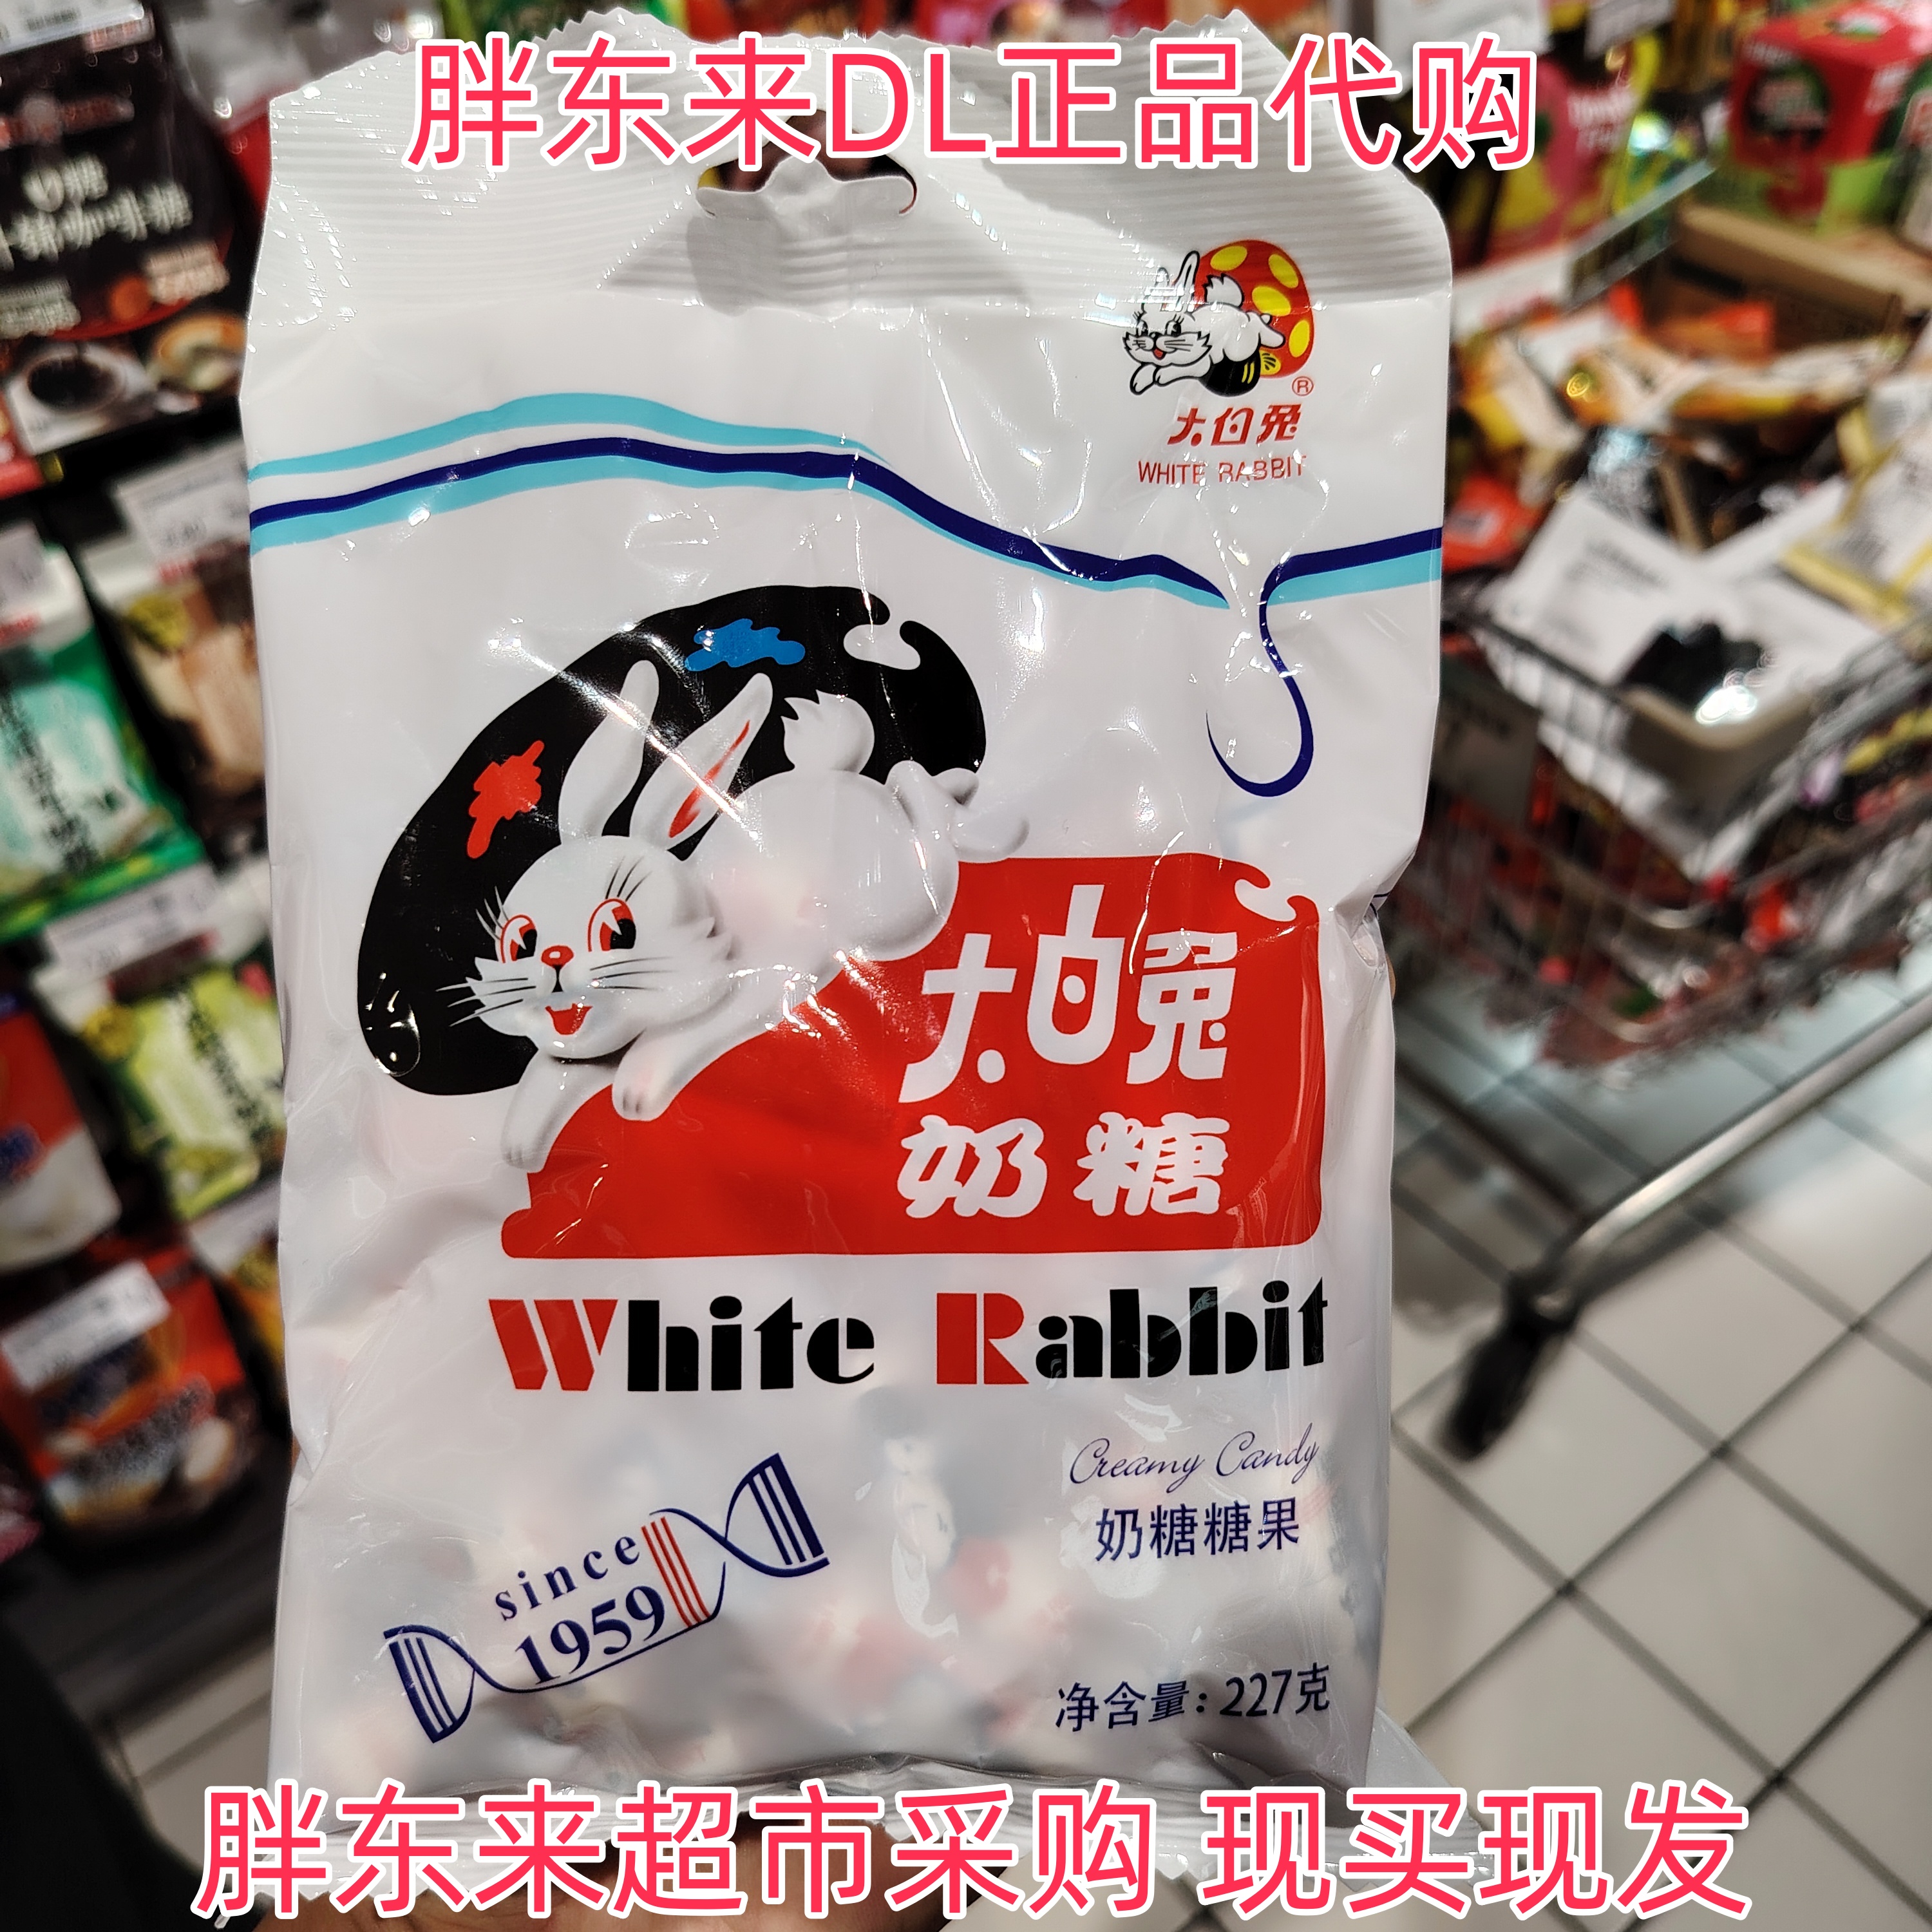 胖东来DL正品代购
®
大白兔
WHITE RABBIT
大白兔
奶糖
White Rabbit
Creamy Candy
奶糖糖果
since
1959
净含量：227克
胖东来超市采购 现买现发